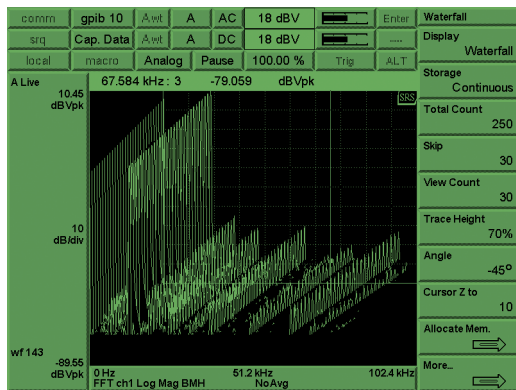 comm gpib 10 Awt A AC 18 dBV Enter
srq Cap. Data Awt A DC 18 dBV ----
local macro Analog Pause 100.00 % Trig ALT
A Live 67.584 kHz : 3 -79.059 dBVpk
10.45
dBVpk
SRS
10
dB/div
wf 143
-89.55
dBVpk
0 Hz 51.2 kHz 102.4 kHz
FFT ch1 Log Mag BMH NoAvg
Waterfall
Display
Waterfall
Storage
Continuous
Total Count
250
Skip
30
View Count
30
Trace Height
70%
Angle
-45°
Cursor Z to
10
Allocate Mem.
More...